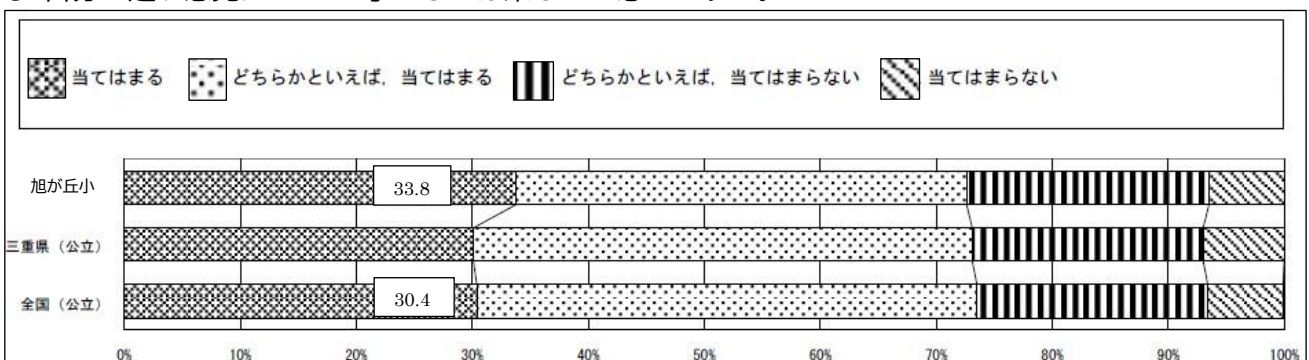 当てはまる どちらかといえば，当てはまる どちらかといえば，当てはまらない 当てはまらない
旭が丘小 33.8
三重県（公立）
全国（公立） 30.4
0% 10% 20% 30% 40% 50% 60% 70% 80% 90% 100%